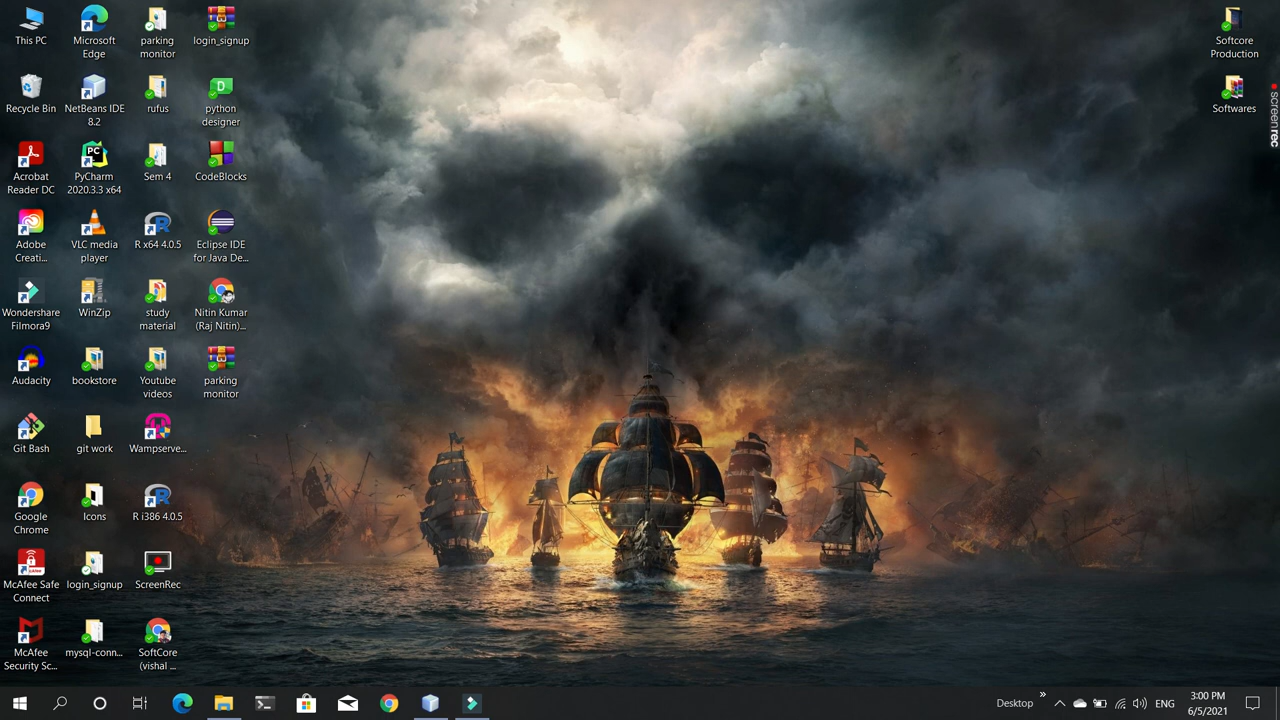 This PC
Microsoft
Edge
parking
monitor
login_signup
Recycle Bin
NetBeans IDE
8.2
rufus
python
designer
Acrobat
Reader DC
PyCharm
2020.3.3 x64
Sem 4
CodeBlocks
Adobe
Creati...
VLC media
player
R x64 4.0.5
Eclipse IDE
for Java De...
Wondershare
Filmora9
WinZip
study
material
Nitin Kumar
(Raj Nitin)...
Audacity
bookstore
Youtube
videos
parking
monitor
Git Bash
git work
Wampserve...
Google
Chrome
Icons
R i386 4.0.5
McAfee Safe
Connect
login_signup
ScreenRec
McAfee
Security Sc...
mysql-conn...
SoftCore
(vishal ...
Softcore
Production
Softwares
screenrec
Desktop
ENG
3:00 PM
6/5/2021